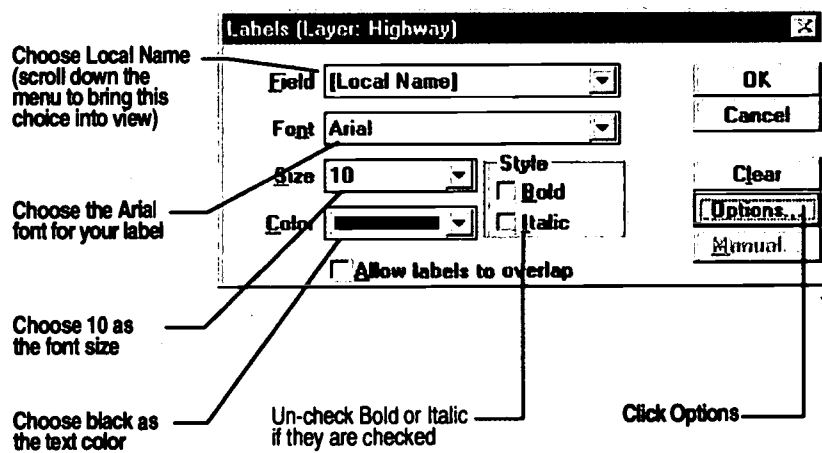 Labels (Layer: Highway)
Choose Local Name
(scroll down the
menu to bring this
choice into view)
Field [Local Name]
OK
Font Arial
Cancel
Size 10
Style
Bold
Italic
Clear
Choose the Arial
font for your label
Color
Options...
Manual.
Allow labels to overlap
Choose 10 as
the font size
Choose black as
the text color
Un-check Bold or Italic
if they are checked
Click Options